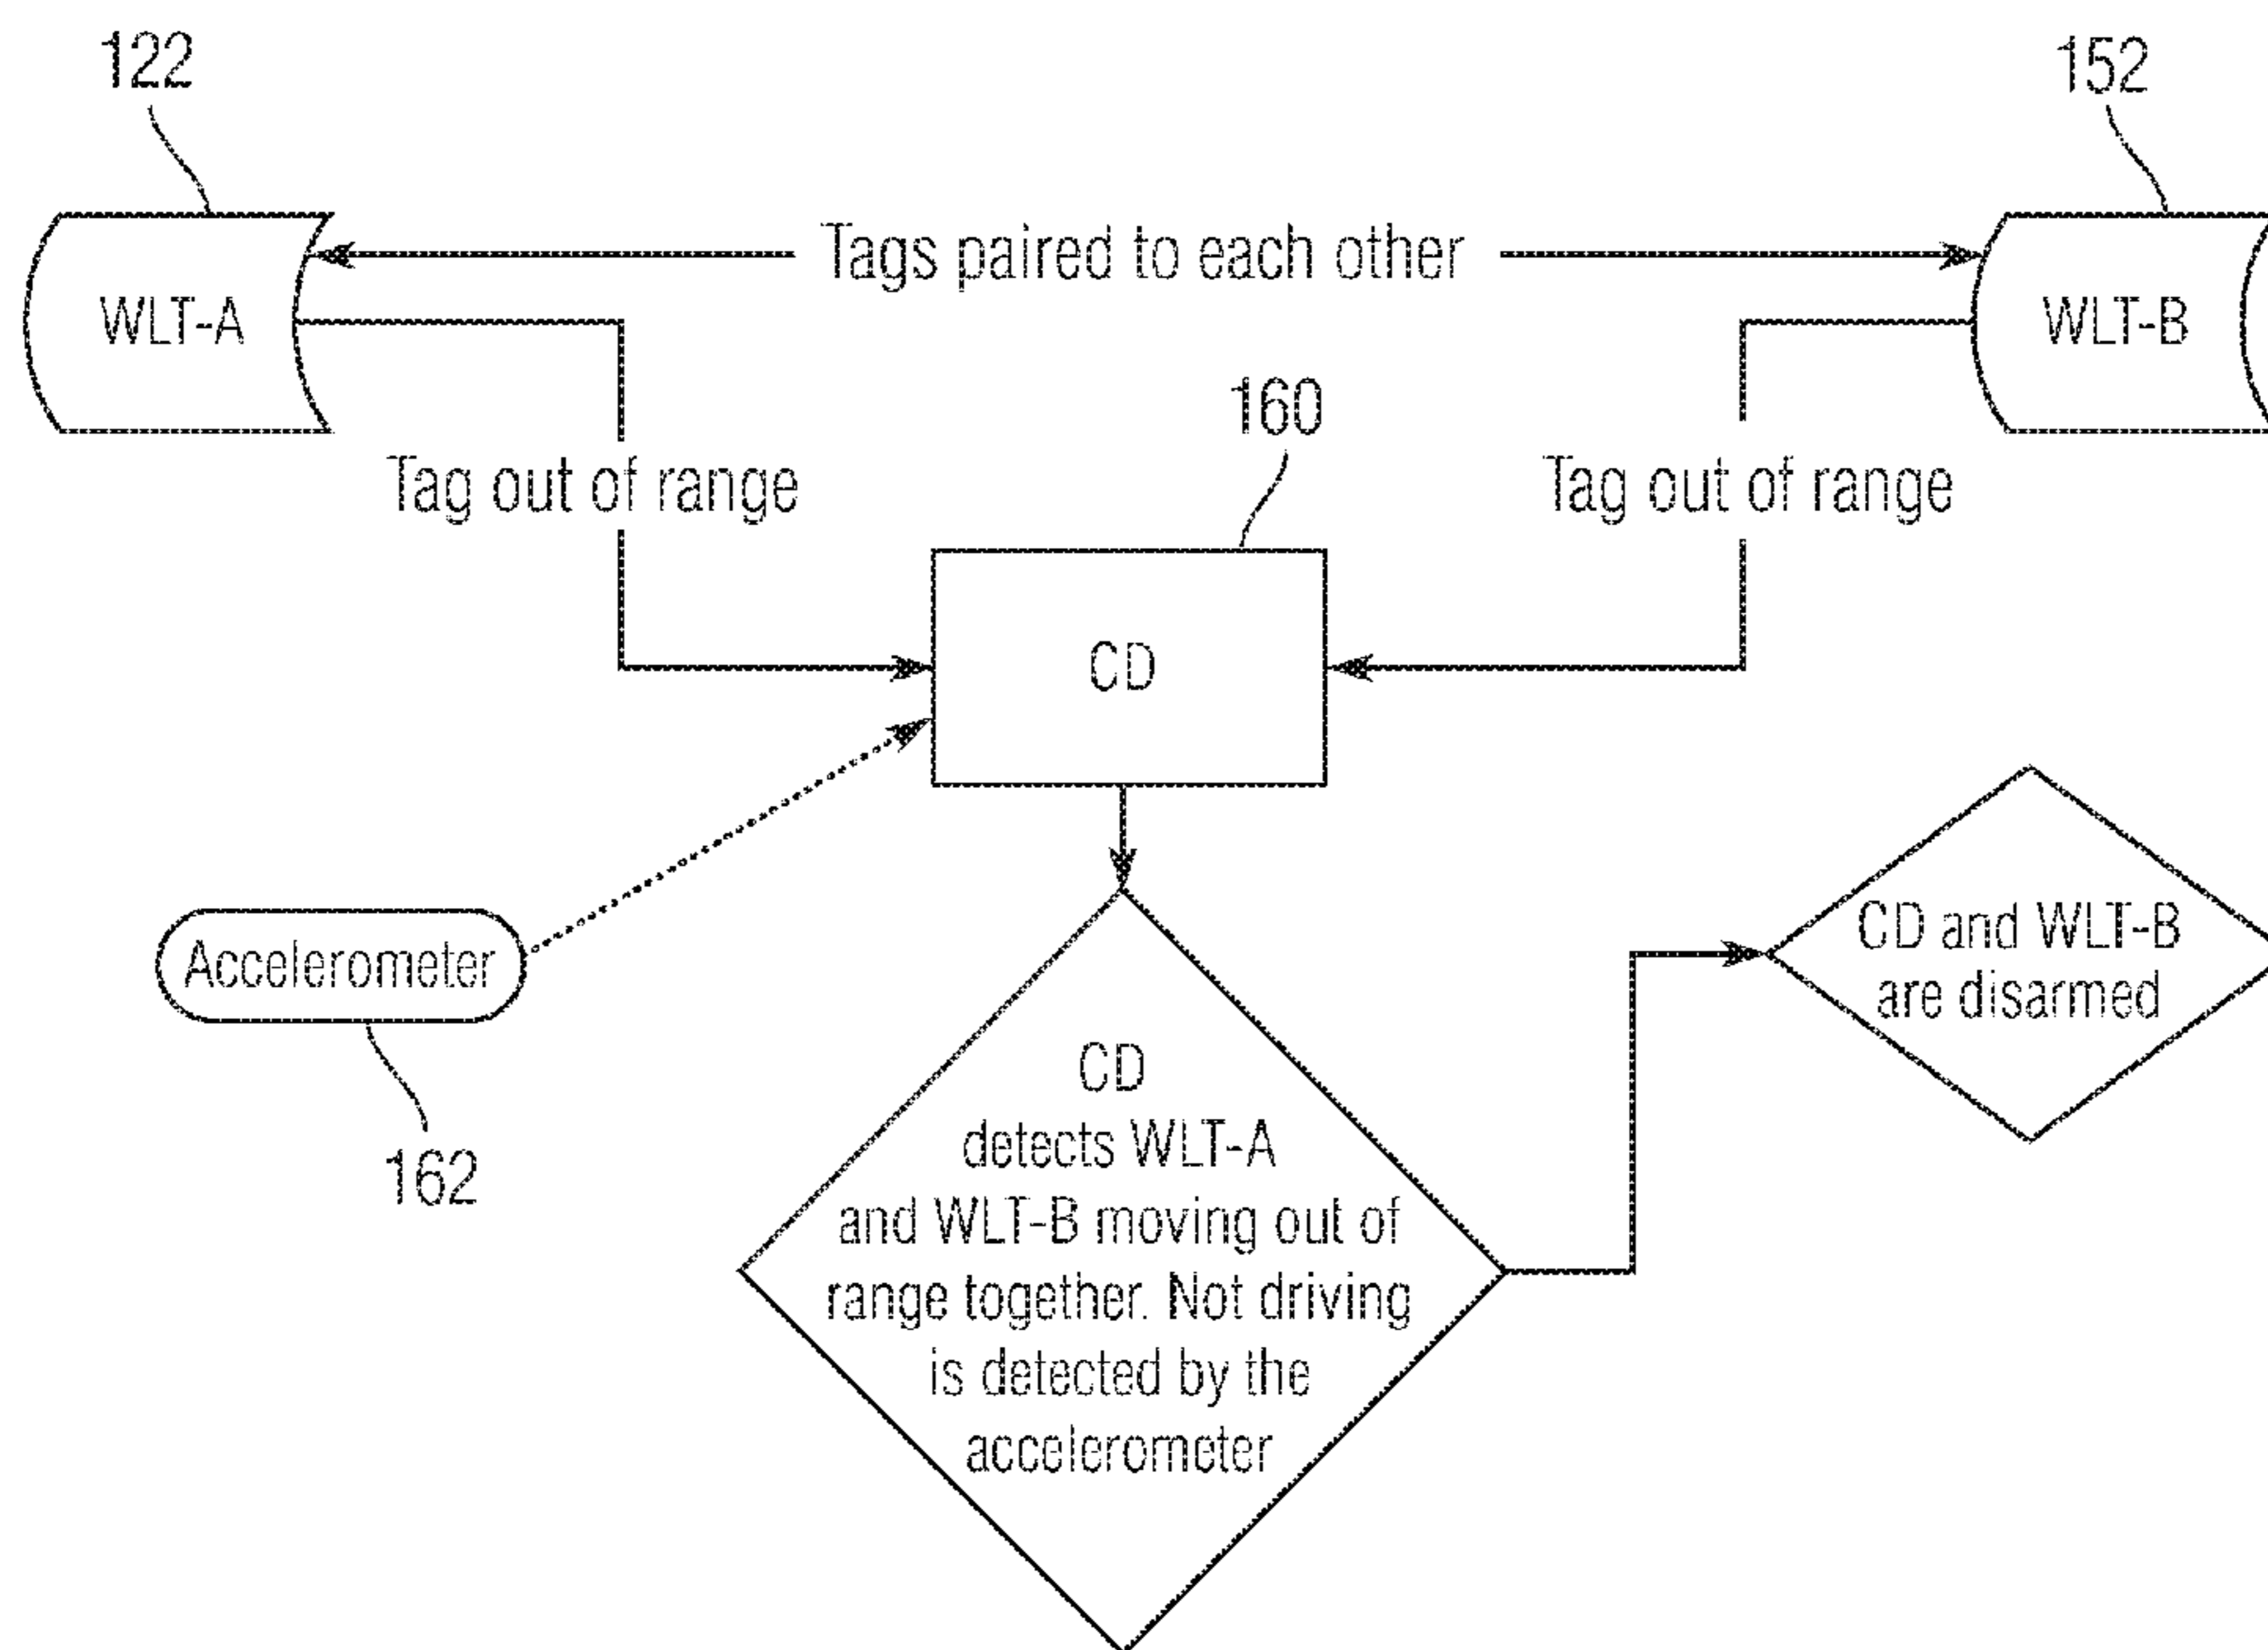 122
152
Tags paired to each other
WLT-A
WLT-B
160
Tag out of range
Tag out of range
CD
Accelerometer
162
CD and WLT-B
are disarmed
CD
detects WLT-A
and WLT-B moving out of
range together. Not driving
is detected by the
accelerometer